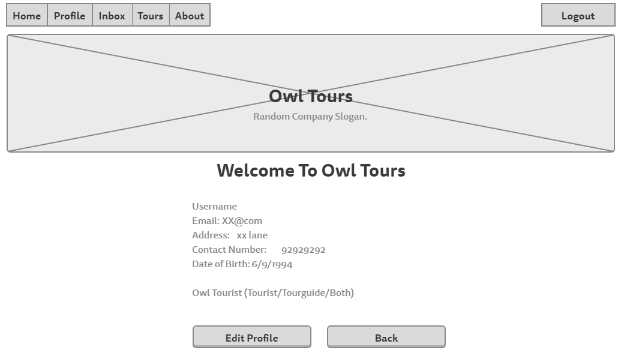 Home Profile Inbox Tours About Logout
Owl Tours
Random Company Slogan.
Welcome To Owl Tours
Username
Email: XX@com
Address: xx lane
Contact Number: 92929292
Date of Birth: 6/9/1994
Owl Tourist (Tourist/Tourguide/Both)
Edit Profile Back